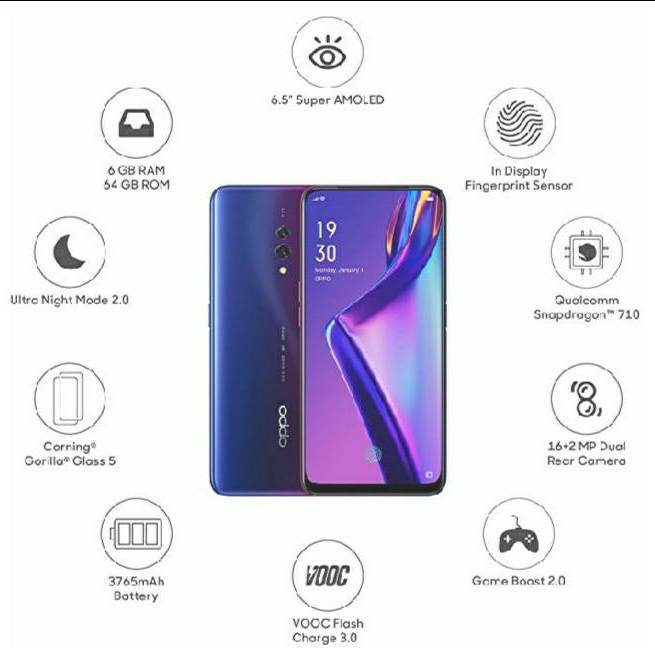 6.5" Super AMOLED
6 GB RAM
64 GB ROM
In Display
Fingerprint Sensor
19
30
Monday, January 1
OPPO
Ultra Night Mode 2.0
Qualcomm
Snapdragon™ 710
oppo
Corning®
Gorilla® Glass 5
16+2 MP Dual
Rear Camera
3765mAh
Battery
VOOC
VOOC Flash
Charge 3.0
Game Boost 2.0